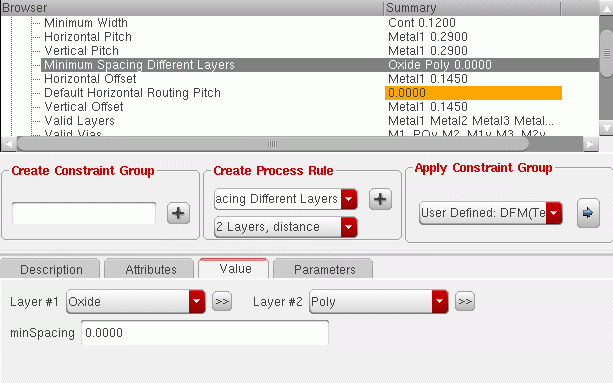 Browser Summary
Minimum Width Cont 0.1200
Horizontal Pitch Metal1 0.2900
Vertical Pitch Metal1 0.2900
Minimum Spacing Different Layers Oxide Poly 0.0000
Horizontal Offset Metal1 0.1450
Default Horizontal Routing Pitch 0.0000
Vertical Offset Metal1 0.1450
Valid Layers Metal1 Metal2 Metal3 Metal...
Valid Vias M1_POv M2_M1v M3_M2v
Create Constraint Group Create Process Rule Apply Constraint Group
acing Different Layers +
+ User Defined: DFM(Te
2 Layers, distance
Description Attributes Value Parameters
Layer #1 Oxide >> Layer #2 Poly >>
minSpacing 0.0000